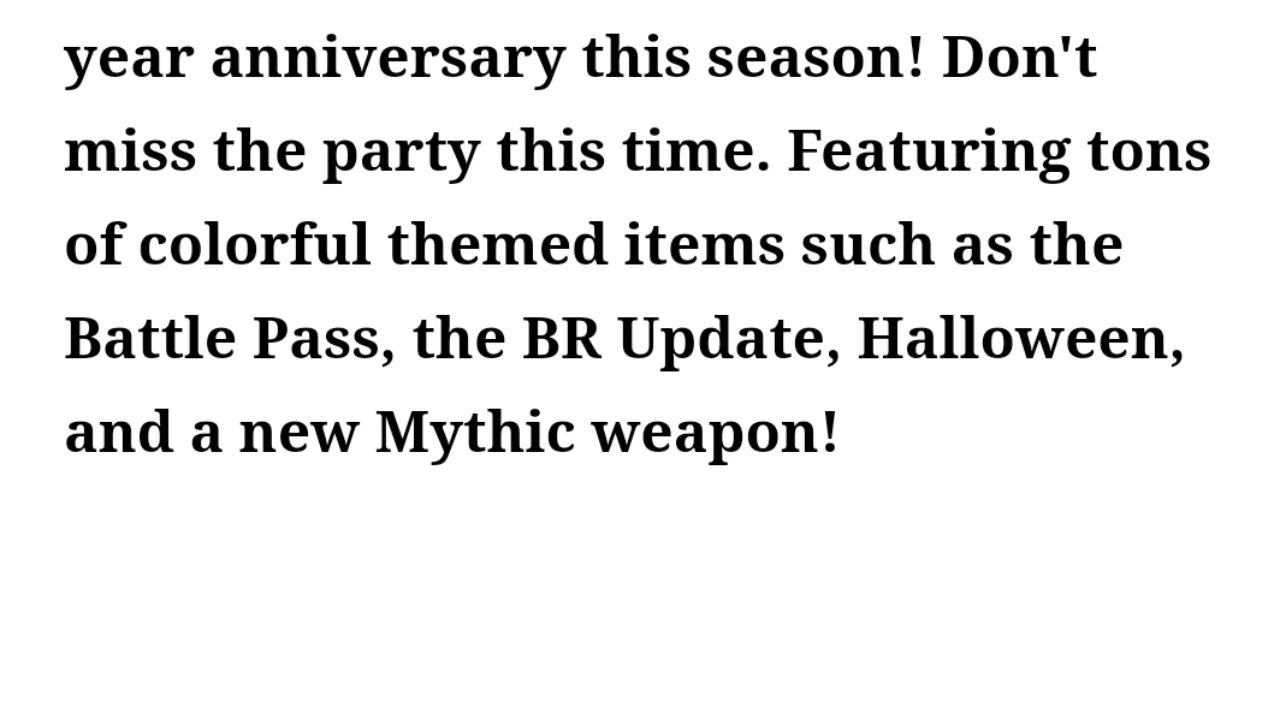 year anniversary this season! Don't
miss the party this time. Featuring tons
of colorful themed items such as the
Battle Pass, the BR Update, Halloween,
and a new Mythic weapon!